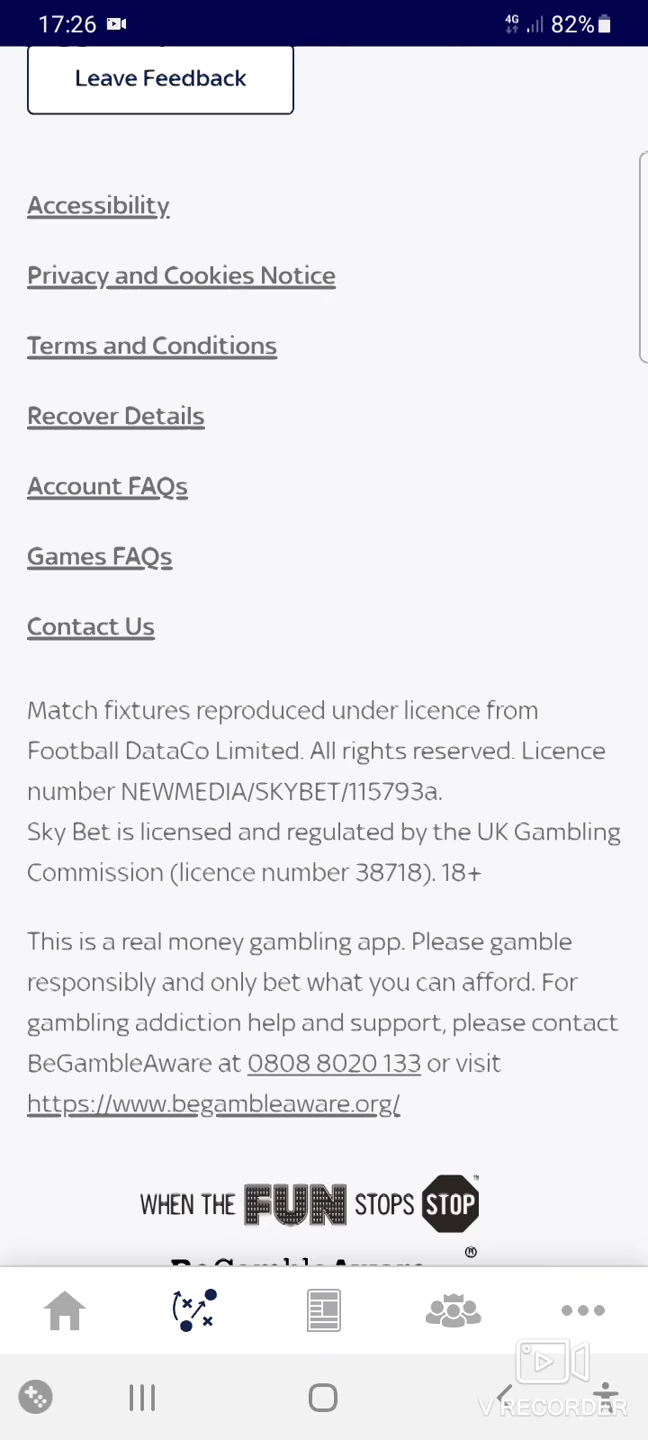 17:26 4G 82%
Leave Feedback
Accessibility
Privacy and Cookies Notice
Terms and Conditions
Recover Details
Account FAQs
Games FAQs
Contact Us
Match fixtures reproduced under licence from
Football DataCo Limited. All rights reserved. Licence
number NEWMEDIA/SKYBET/115793a.
Sky Bet is licensed and regulated by the UK Gambling
Commission (licence number 38718). 18+
This is a real money gambling app. Please gamble
responsibly and only bet what you can afford. For
gambling addiction help and support, please contact
BeGambleAware at 0808 8020 133 or visit
https://www.begambleaware.org/
WHEN THE FUN STOPS STOP™
BeGambleAware®
V RECORDER